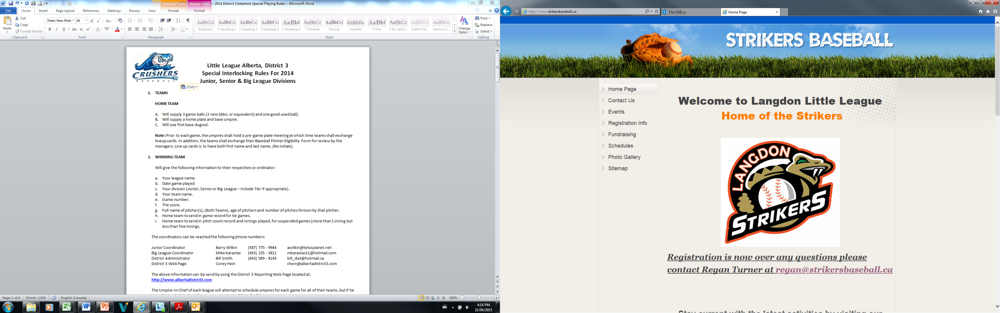 Drawing Tools
Picture Tools
2014 District 3 Interlock Special Playing Rules - Microsoft Word
File
Home
Insert
Page Layout
References
Mailings
Review
View
Format
Format
Paste
Cut
Copy
Format Painter
Clipboard
Times New Rom
16
Font
Paragraph
AaBbCcI AaBbCc AaBbCc AaBbCc AaBb( AaBbCc AaBbCcI AaBbCc AaBb( AaBbCc AaBbCcI AaBbCcI
Emphasis
¶ Heading 1
¶ Heading 2
¶ Heading 3
¶ Heading 4
¶ Normal
Strong
Subtitle
¶ Title
¶ No Spaci...
Subtle Em...
Intense E...
Styles
Change Styles
Find
Replace
Select
Editing
CRUSHERS
BASEBALL
Little League Alberta, District 3
Special Interlocking Rules For 2014
Junior, Senior & Big League Divisions
(Ctrl)
1. TEAMS
HOME TEAM
A. Will supply 3 game balls (2 new (80cc or equivalent) and one good used ball).
B. Will supply a home plate and base umpire.
C. Will use first base dugout.
Note: Prior to each game, the umpires shall hold a pre-game plate meeting at which time teams shall exchange
lineup cards. In addition, the teams shall exchange their Baseball Pitcher Eligibility Form for review by the
managers. Line up cards is to have both first name and last name. (No initials).
2. WINNING TEAM
Will give the following information to their respective co-ordinator:
a. Your league name.
b. Date game played
c. Your division (Junior, Senior or Big League – include Tier if appropriate).
d. Your team name.
e. Game number.
f. The score.
g. Full name of pitcher(s), (Both Teams), age of pitchers and number of pitches thrown by that pitcher.
h. Home team to send in game record for tie games.
i. Home team to send in pitch count record and innings played, for suspended games (more than 1 inning but
less than five innings.
The coordinators can be reached the following phone numbers:
Junior Coordinator Barry Wilkin (587) 775 - 9944 awilkin@telusplanet.net
Big League Coordinator Mike Karastas (403) 235 - 3811 mkarastas11@hotmail.com
District Administrator Bill Smith (403) 589 - 8149 bill_da3@hotmail.ca
District 3 Web Page Corey Hein chein@albertadistrict3.com
The above information can be send by using the District 3 Reporting Web Page located at:
http://www.albertadistrict3.com
The Umpire-In Chief of each league will attempt to schedule umpires for each game for all of their teams, but if he
Page: 1 of 6
Words: 2,924
English (Canada)
100%
4:14 PM
21/04/2015
http://www.strikersbaseball.ca/
The W@ve
Home Page
STRIKERS BASEBALL
Home Page
Contact Us
Events
Registration Info
Fundraising
Schedules
Photo Gallery
Sitemap
Welcome to Langdon Little League
Home of the Strikers
LANGDON
STRIKERS
Registration is now over any questions please
contact Regan Turner at regan@strikersbaseball.ca
Stay current with the latest activities by visiting our